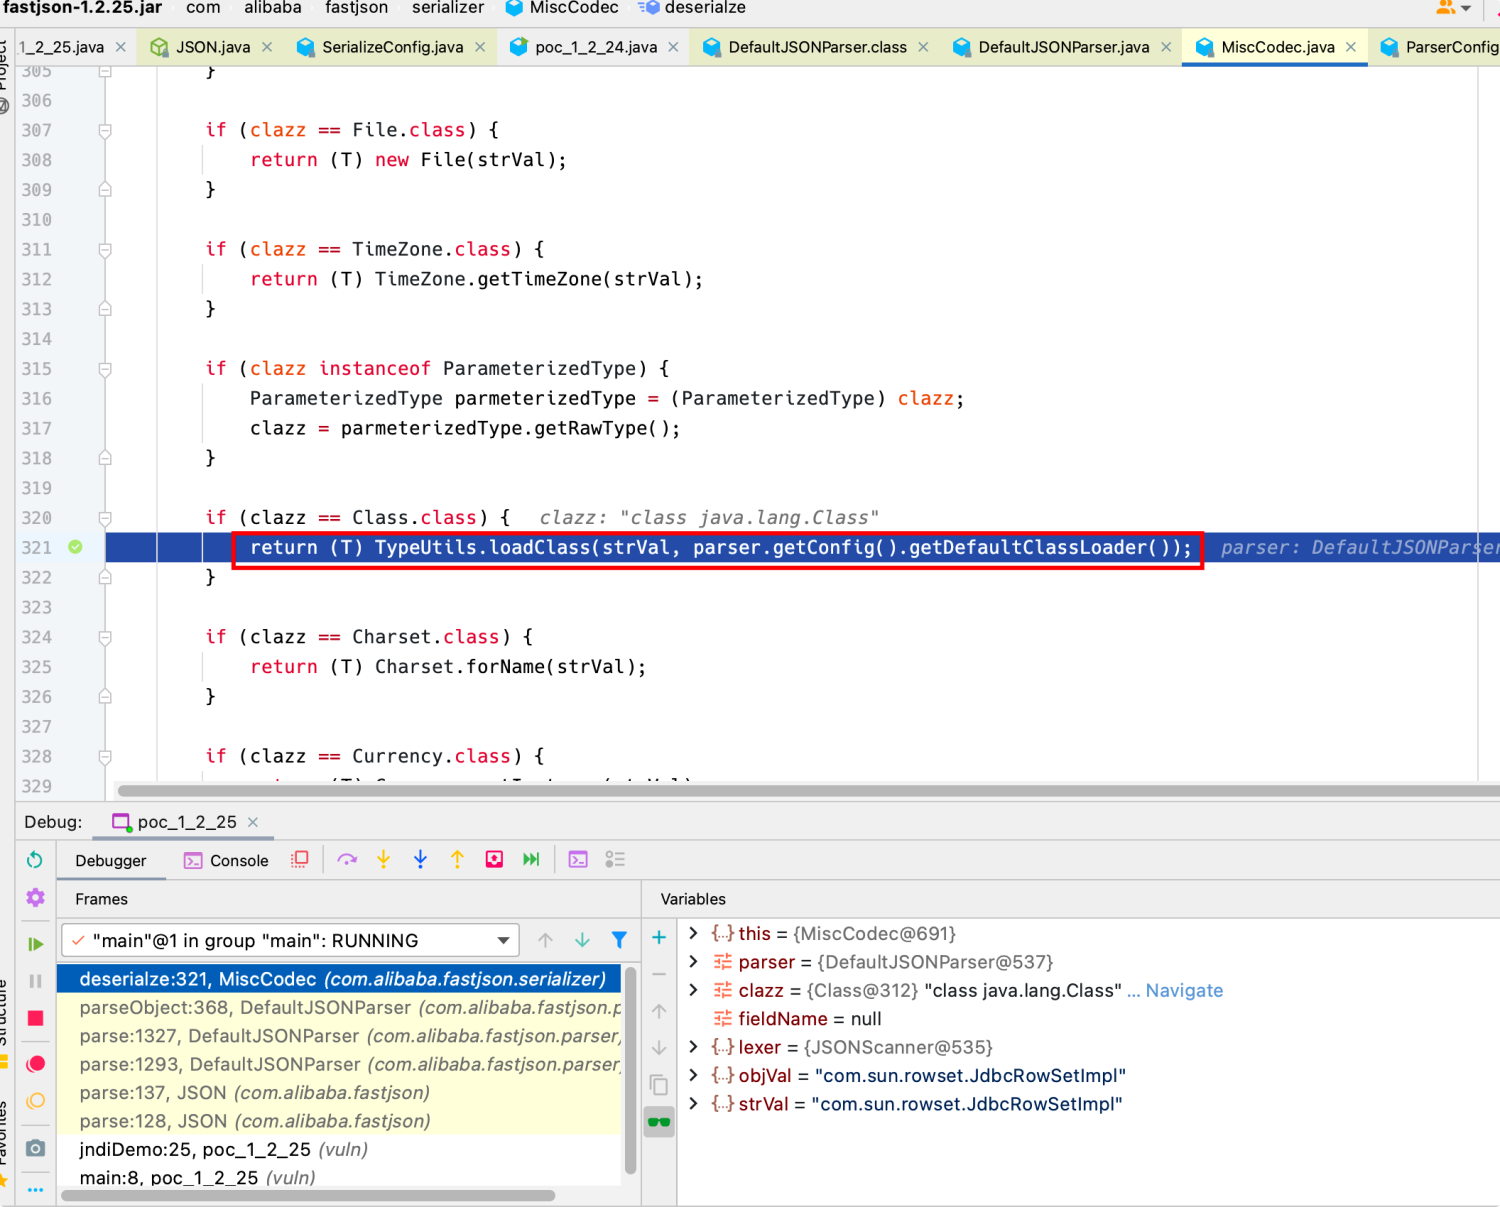 fastjson-1.2.25.jar com alibaba fastjson serializer MiscCodec deserialze
1_2_25.java JSON.java SerializeConfig.java poc_1_2_24.java DefaultJSONParser.class DefaultJSONParser.java MiscCodec.java ParserConfig
Project
305 }
306
307 if (clazz == File.class) {
308 return (T) new File(strVal);
309 }
310
311 if (clazz == TimeZone.class) {
312 return (T) TimeZone.getTimeZone(strVal);
313 }
314
315 if (clazz instanceof ParameterizedType) {
316 ParameterizedType parmeterizedType = (ParameterizedType) clazz;
317 clazz = parmeterizedType.getRawType();
318 }
319
320 if (clazz == Class.class) { clazz: "class java.lang.Class"
321 return (T) TypeUtils.loadClass(strVal, parser.getConfig().getDefaultClassLoader()); parser: DefaultJSONParser
322 }
323
324 if (clazz == Charset.class) {
325 return (T) Charset.forName(strVal);
326 }
327
328 if (clazz == Currency.class) {
329
Debug: poc_1_2_25
Debugger Console
Frames
Variables
"main"@1 in group "main": RUNNING
deserialze:321, MiscCodec (com.alibaba.fastjson.serializer)
parseObject:368, DefaultJSONParser (com.alibaba.fastjson.p
parse:1327, DefaultJSONParser (com.alibaba.fastjson.parser
parse:1293, DefaultJSONParser (com.alibaba.fastjson.parser
parse:137, JSON (com.alibaba.fastjson)
parse:128, JSON (com.alibaba.fastjson)
jndiDemo:25, poc_1_2_25 (vuln)
main:8, poc_1_2_25 (vuln)
this = {MiscCodec@691}
parser = {DefaultJSONParser@537}
clazz = {Class@312} "class java.lang.Class" ... Navigate
fieldName = null
lexer = {JSONScanner@535}
objVal = "com.sun.rowset.JdbcRowSetImpl"
strVal = "com.sun.rowset.JdbcRowSetImpl"
Structure
Favorites